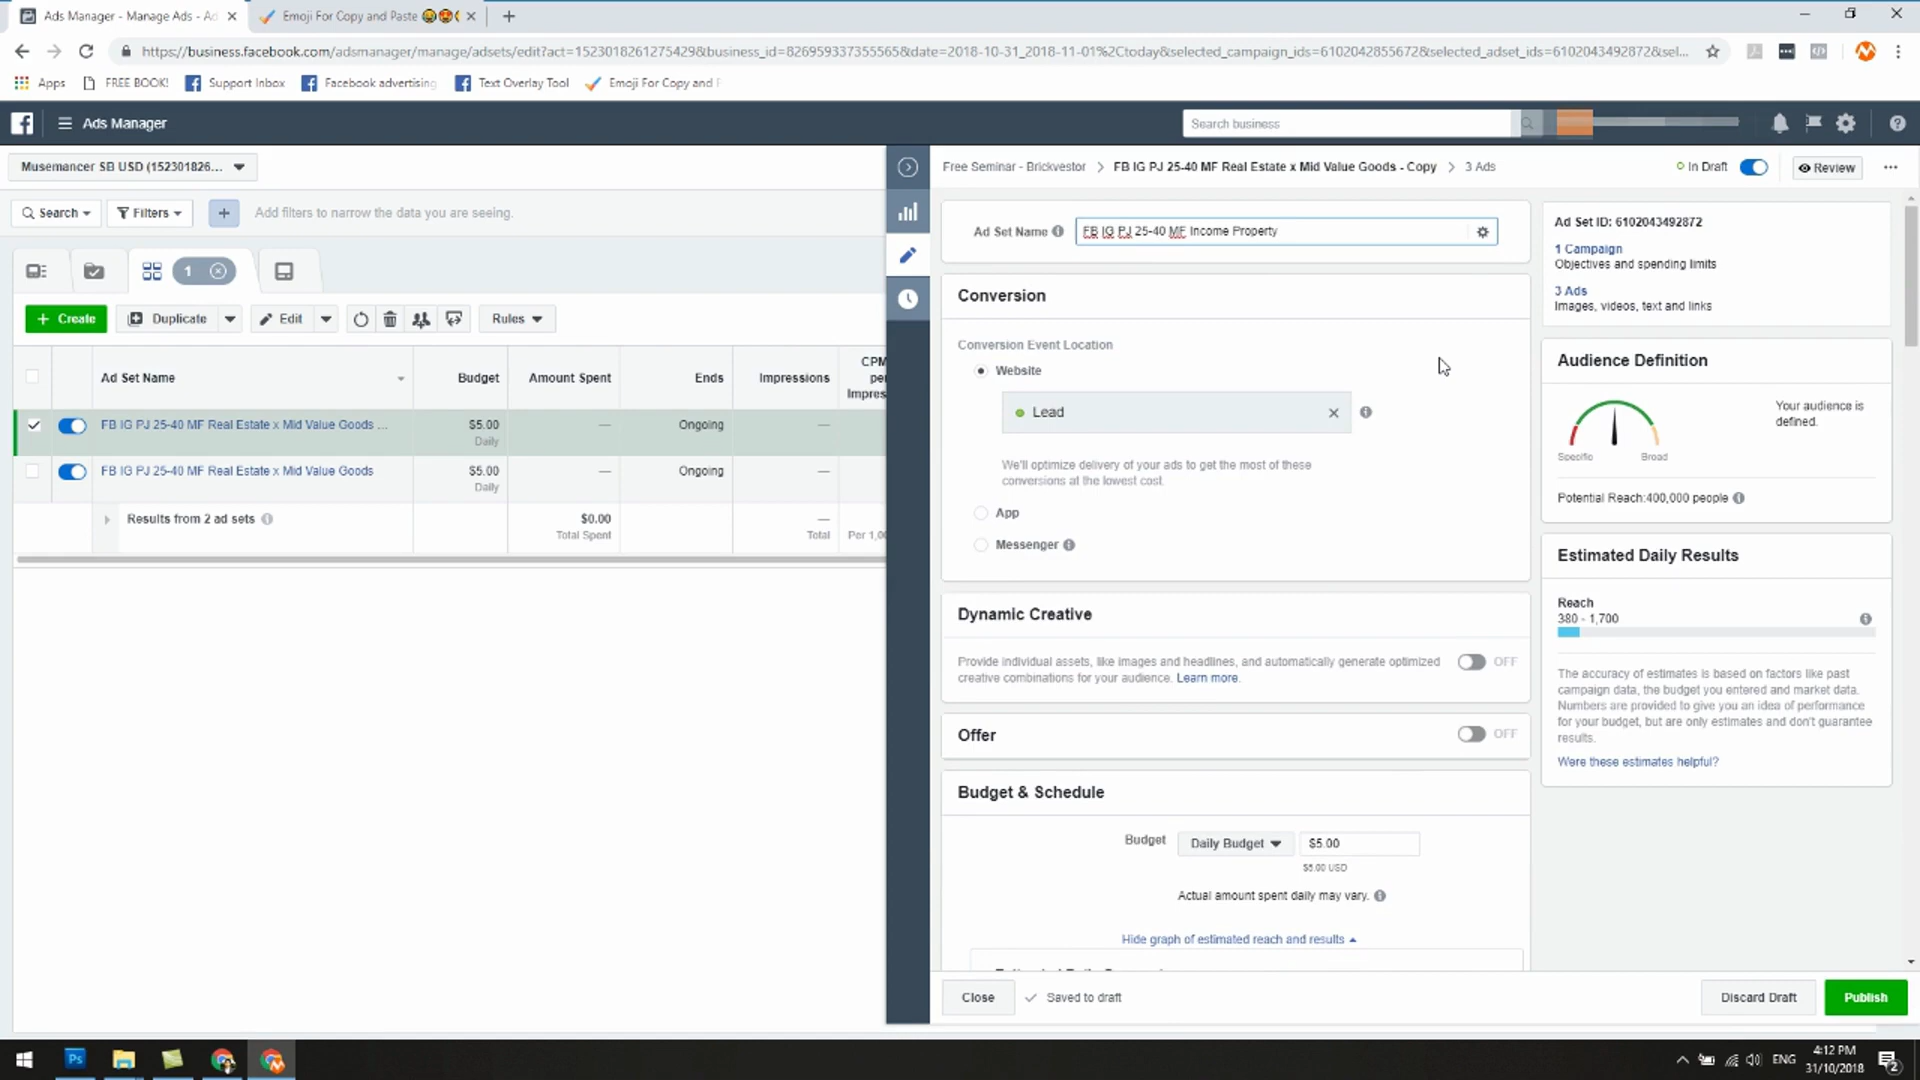 Ads Manager - Manage Ads - Ad
Emoji For Copy and Paste
https://business.facebook.com/adsmanager/manage/adsets/edit?act=152301826127542​9&business_id=826959337355565&date=2018-10-31_2018-11-01%2Ctoday&selected_campaign_ids=6102042855672&selected_adset_ids=6102043492872&sel...
Apps
FREE BOOK!
Support Inbox
Facebook advertising
Text Overlay Tool
Emoji For Copy and P
Ads Manager
Search business
Musemancer SB USD (152301826...
Free Seminar - Brickvestor > FB IG PJ 25-40 MF Real Estate x Mid Value Goods - Copy > 3 Ads
In Draft
Review
Search
Filters
Add filters to narrow the data you are seeing.
1
Create
Duplicate
Edit
Rules
Ad Set Name
Budget
Amount Spent
Ends
Impressions
CPM
per
Impres
FB IG PJ 25-40 MF Real Estate x Mid Value Goods ...
$5.00
Daily
—
Ongoing
—
FB IG PJ 25-40 MF Real Estate x Mid Value Goods
$5.00
Daily
—
Ongoing
—
Results from 2 ad sets
$0.00
Total Spent
—
Total
Per 1,00
Ad Set Name
FB IG PJ 25-40 MF Income Property
Conversion
Conversion Event Location
Website
Lead
We'll optimize delivery of your ads to get the most of these
conversions at the lowest cost.
App
Messenger
Dynamic Creative
Provide individual assets, like images and headlines, and automatically generate optimized
creative combinations for your audience. Learn more.
OFF
Offer
OFF
Budget & Schedule
Budget
Daily Budget
$5.00
$5.00 USD
Actual amount spent daily may vary.
Hide graph of estimated reach and results
Close
Saved to draft
Discard Draft
Publish
Ad Set ID: 6102043492872
1 Campaign
Objectives and spending limits
3 Ads
Images, videos, text and links
Audience Definition
Your audience is
defined.
Specific
Broad
Potential Reach:400,000 people
Estimated Daily Results
Reach
380 - 1,700
The accuracy of estimates is based on factors like past
campaign data, the budget you entered and market data.
Numbers are provided to give you an idea of performance
for your budget, but are only estimates and don't guarantee
results.
Were these estimates helpful?
Ps
ENG
4:12 PM
31/10/2018
2